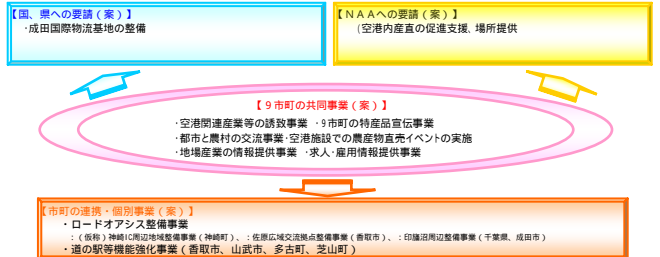 【国、県への要請（案）】
・成田国際物流基地の整備
【ＮＡＡへの要請（案）】
（空港内産直の促進支援、場所提供
【９市町の共同事業（案）】
・空港関連産業等の誘致事業 ・9市町の特産品宣伝事業
・都市と農村の交流事業・空港施設での農産物直売イベントの実施
・地場産業の情報提供事業 ・求人・雇用情報提供事業
【市町の連携・個別事業（案）】
・ロードオアシス整備事業
：（仮称）神崎IC周辺地域整備事業（神崎町）、：佐原広域交流拠点整備事業（香取市）、：印旛沼周辺整備事業（千葉県、成田市）
・道の駅等機能強化事業（香取市、山武市、多古町、芝山町）